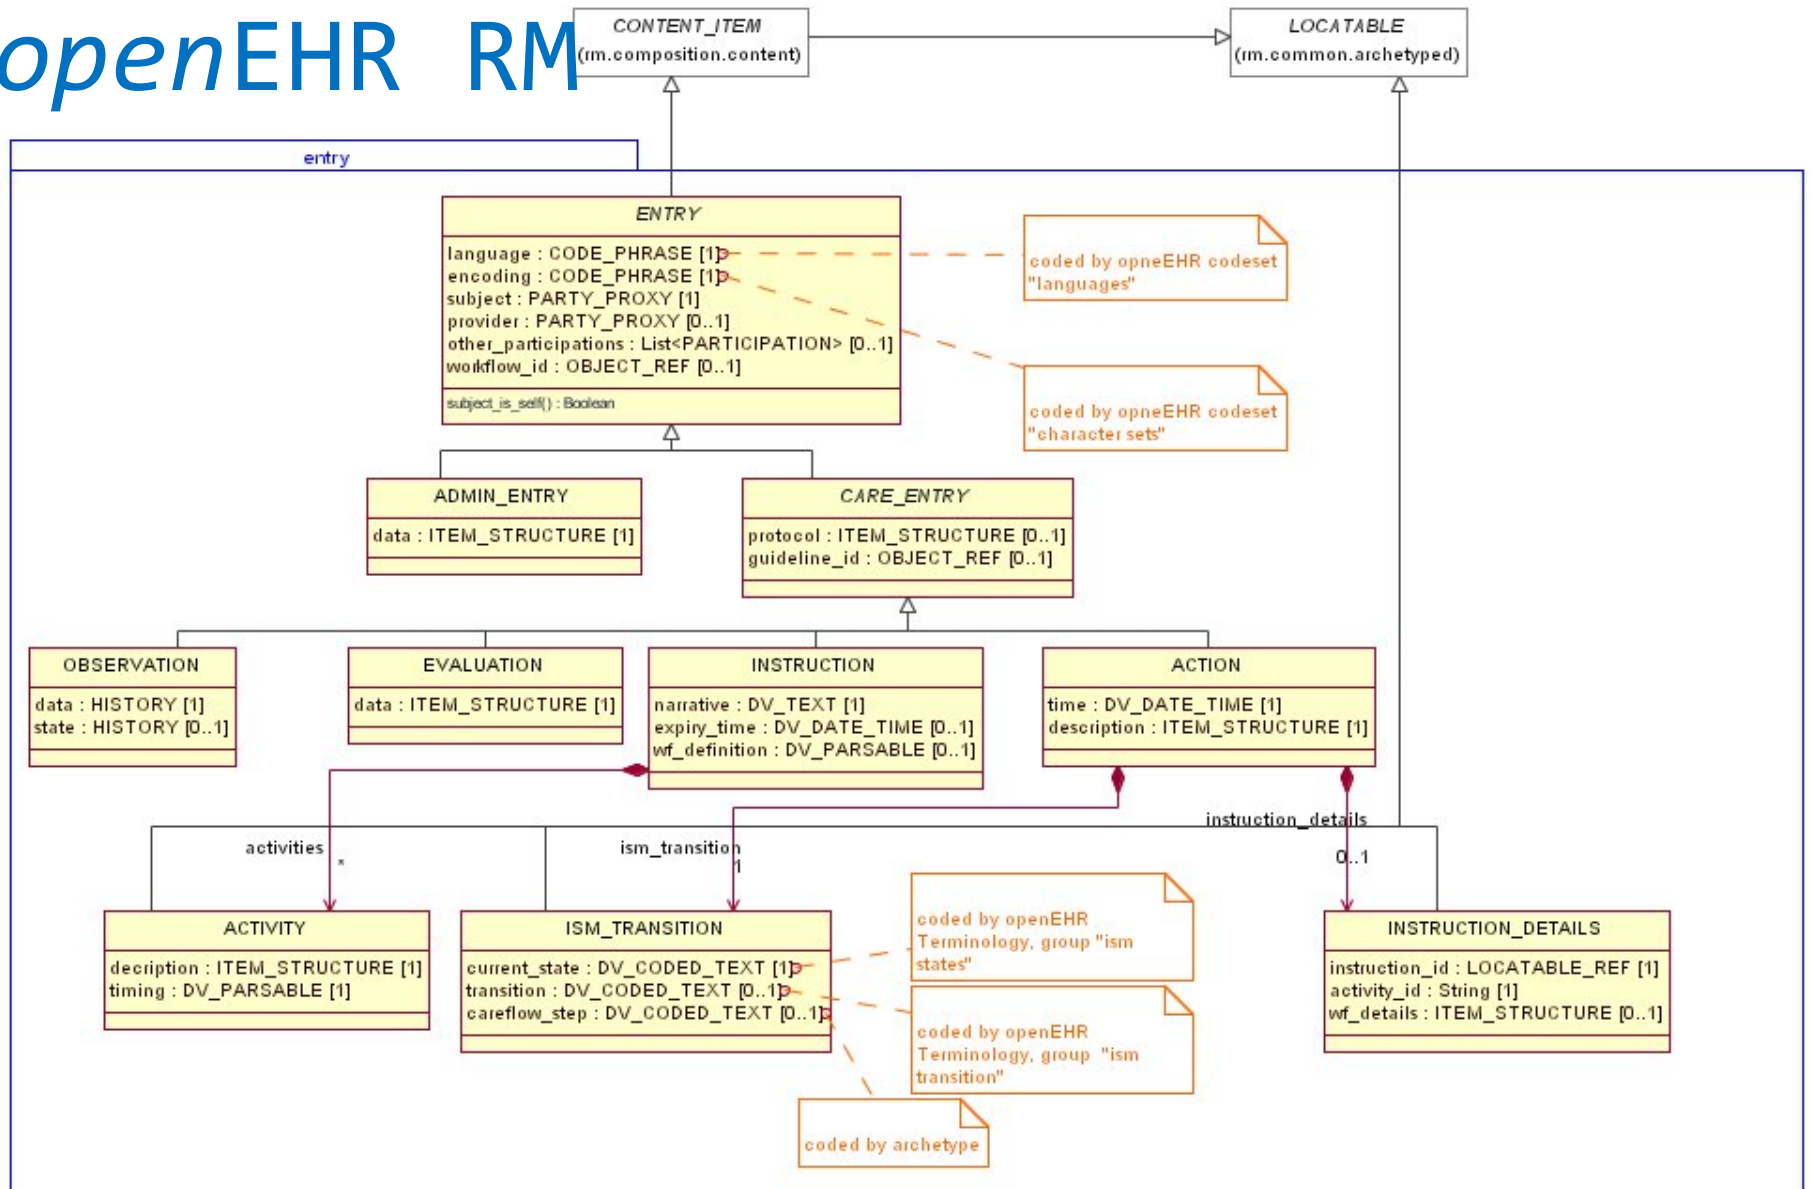 openEHR RM
CONTENT_ITEM
(rm.composition.content)
LOCATABLE
(rm.common.archetyped)
entry
ENTRY
language : CODE_PHRASE [1]
encoding : CODE_PHRASE [1]
subject : PARTY_PROXY [1]
provider : PARTY_PROXY [0..1]
other_participations : List<PARTICIPATION> [0..1]
workflow_id : OBJECT_REF [0..1]
subject_is_self() : Boolean
coded by opneEHR codeset
"languages"
coded by opneEHR codeset
"character sets"
ADMIN_ENTRY
data : ITEM_STRUCTURE [1]
CARE_ENTRY
protocol : ITEM_STRUCTURE [0..1]
guideline_id : OBJECT_REF [0..1]
OBSERVATION
data : HISTORY [1]
state : HISTORY [0..1]
EVALUATION
data : ITEM_STRUCTURE [1]
INSTRUCTION
narrative : DV_TEXT [1]
expiry_time : DV_DATE_TIME [0..1]
wf_definition : DV_PARSABLE [0..1]
ACTION
time : DV_DATE_TIME [1]
description : ITEM_STRUCTURE [1]
activities
*
ism_transition
1
instruction_details
0..1
ACTIVITY
decription : ITEM_STRUCTURE [1]
timing : DV_PARSABLE [1]
ISM_TRANSITION
current_state : DV_CODED_TEXT [1]
transition : DV_CODED_TEXT [0..1]
careflow_step : DV_CODED_TEXT [0..1]
coded by openEHR
Terminology, group "ism
states"
coded by openEHR
Terminology, group "ism
transition"
coded by archetype
INSTRUCTION_DETAILS
instruction_id : LOCATABLE_REF [1]
activity_id : String [1]
wf_details : ITEM_STRUCTURE [0..1]